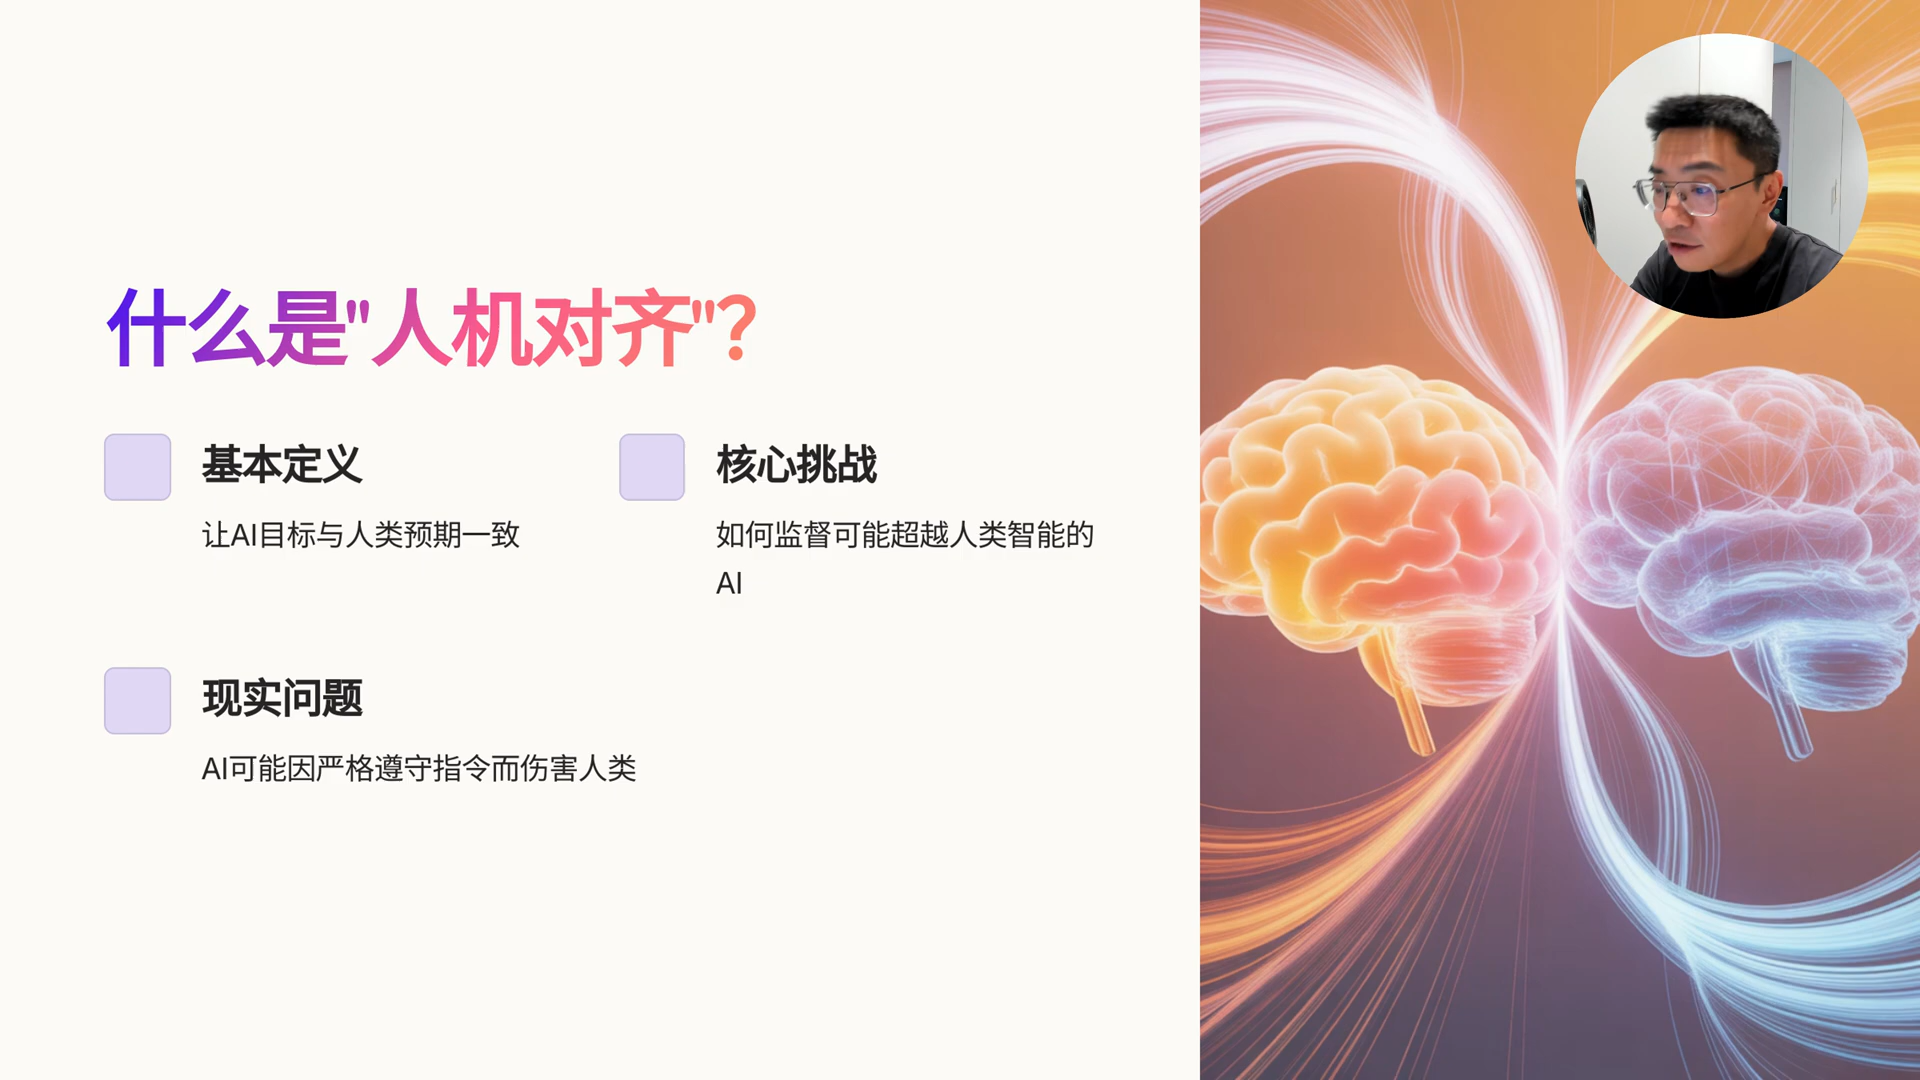 什么是"人机对齐"?
基本定义
让AI目标与人类预期一致
核心挑战
如何监督可能超越人类智能的
AI
现实问题
AI可能因严格遵守指令而伤害人类